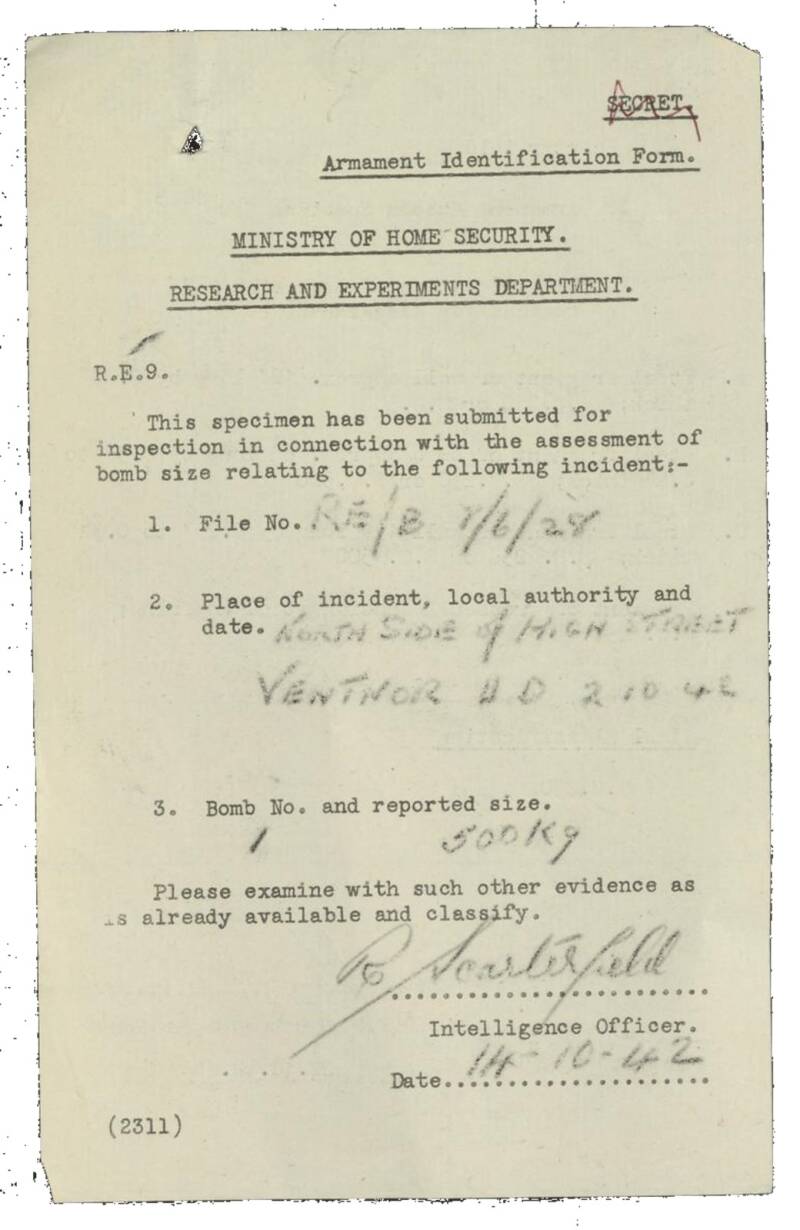 SECRET.
Armament Identification Form.
MINISTRY OF HOME SECURITY.
RESEARCH AND EXPERIMENTS DEPARTMENT.
R.E.9.
This specimen has been submitted for
inspection in connection with the assessment of
bomb size relating to the following incident:-
1. File No. RE/B 1/6/28
2. Place of incident, local authority and
date. NORTH SIDE of HIGH STREET
VENTNOR U D 2 10 42
3. Bomb No. and reported size.
1 500 Kg
Please examine with such other evidence as
is already available and classify.
R Scarterfield
Intelligence Officer.
Date 14-10-42
(2311)